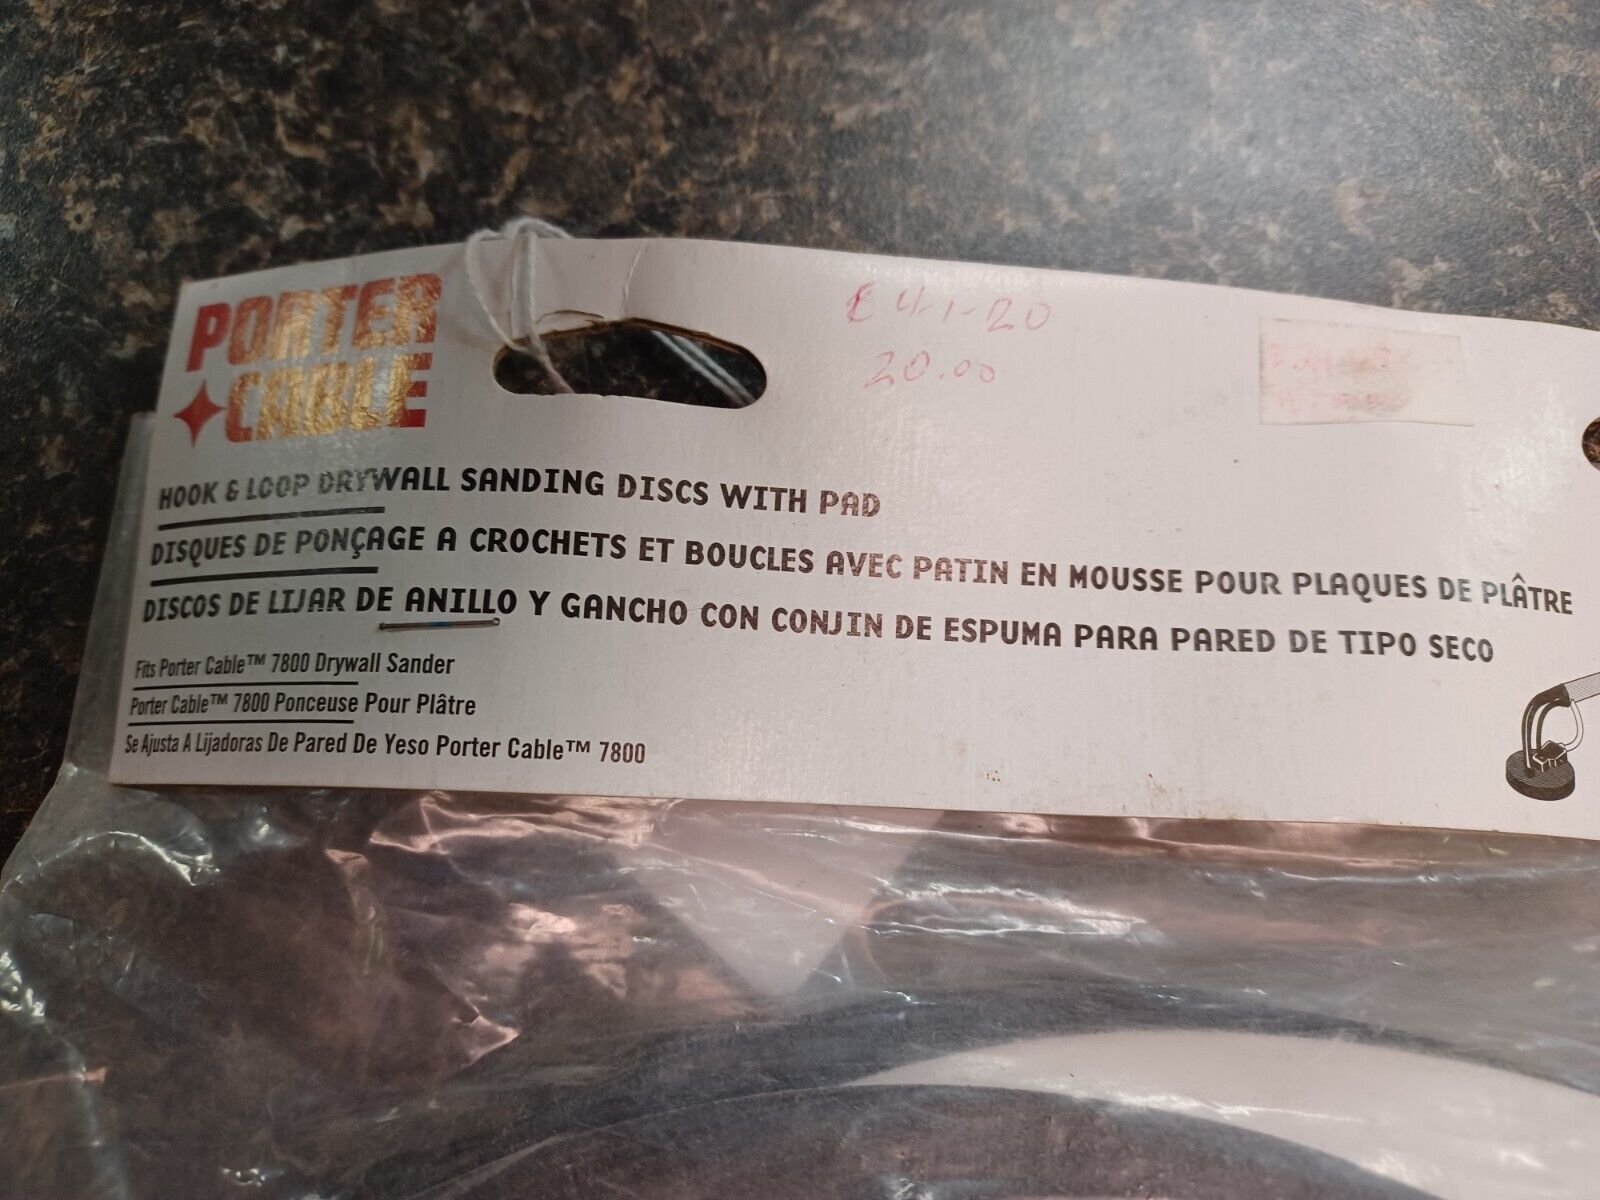 PORTER
CABLE
4-1-20
20.00
HOOK & LOOP DRYWALL SANDING DISCS WITH PAD
DISQUES DE PONÇAGE A CROCHETS ET BOUCLES AVEC PATIN EN MOUSSE POUR PLAQUES DE PLÂTRE
DISCOS DE LIJAR DE ANILLO Y GANCHO CON CONJIN DE ESPUMA PARA PARED DE TIPO SECO
Fits Porter Cable™ 7800 Drywall Sander
Porter Cable™ 7800 Ponceuse Pour Plâtre
Se Ajusta A Lijadoras De Pared De Yeso Porter Cable™ 7800